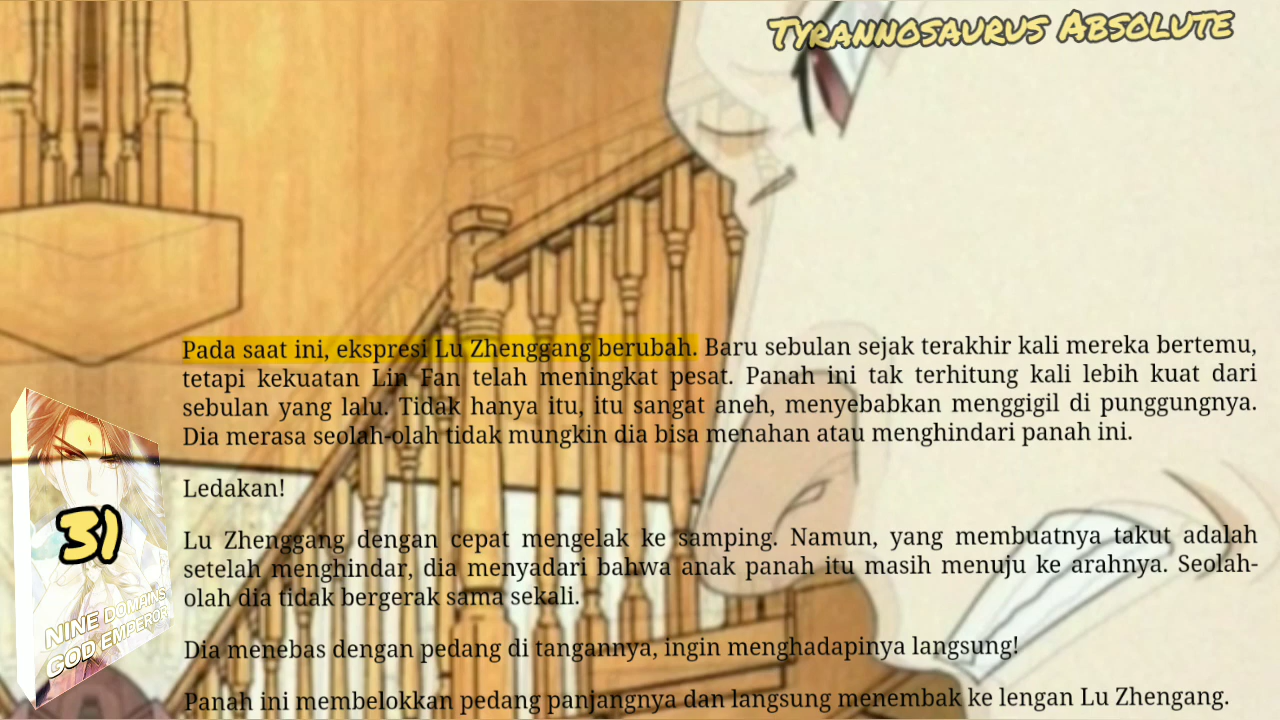 Tyrannosaurus Absolute
Pada saat ini, ekspresi Lu Zhenggang berubah. Baru sebulan sejak terakhir kali mereka bertemu,
tetapi kekuatan Lin Fan telah meningkat pesat. Panah ini tak terhitung kali lebih kuat dari
sebulan yang lalu. Tidak hanya itu, itu sangat aneh, menyebabkan menggigil di punggungnya.
Dia merasa seolah-olah tidak mungkin dia bisa menahan atau menghindari panah ini.
Ledakan!
Lu Zhenggang dengan cepat mengelak ke samping. Namun, yang membuatnya takut adalah
setelah menghindar, dia menyadari bahwa anak panah itu masih menuju ke arahnya. Seolah-
olah dia tidak bergerak sama sekali.
Dia menebas dengan pedang di tangannya, ingin menghadapinya langsung!
Panah ini membelokkan pedang panjangnya dan langsung menembak ke lengan Lu Zhengang.
31
NINE DOMAINS
GOD EMPEROR